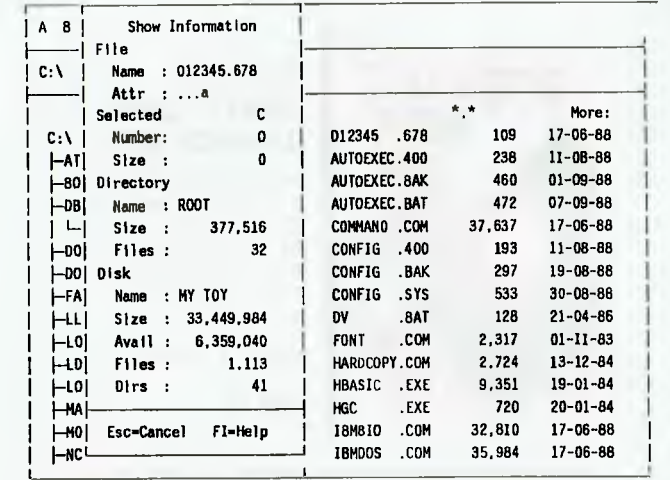 A B
Show Information
File
C:\
Name : 012345.678
Attr : ...a
Selected C
*.* More:
C:\
Number: 0
D12345 .678 109 17-06-88
├─AT
Size : 0
AUTOEXEC.400 238 11-08-88
├─BO
Directory
AUTOEXEC.BAK 460 01-09-88
├─DB
Name : ROOT
AUTOEXEC.BAT 472 07-09-88
│ └─
Size : 377,516
COMMAND .COM 37,637 17-06-88
├─DO
Files : 32
CONFIG .400 193 11-08-88
├─DO
Disk
CONFIG .BAK 297 19-08-88
├─FA
Name : MY TOY
CONFIG .SYS 533 30-08-88
├─LL
Size : 33,449,984
DV .BAT 128 21-04-86
├─LO
Avail : 6,359,040
FONT .COM 2,317 01-11-83
├─LD
Files : 1.113
HARDCOPY.COM 2,724 13-12-84
├─LO
Dirs : 41
HBASIC .EXE 9,351 19-01-84
├─MA
HGC .EXE 720 20-01-84
├─MO
Esc=Cancel F1=Help
IBMBIO .COM 32,810 17-06-88
├─NC
IBMDOS .COM 35,984 17-06-88